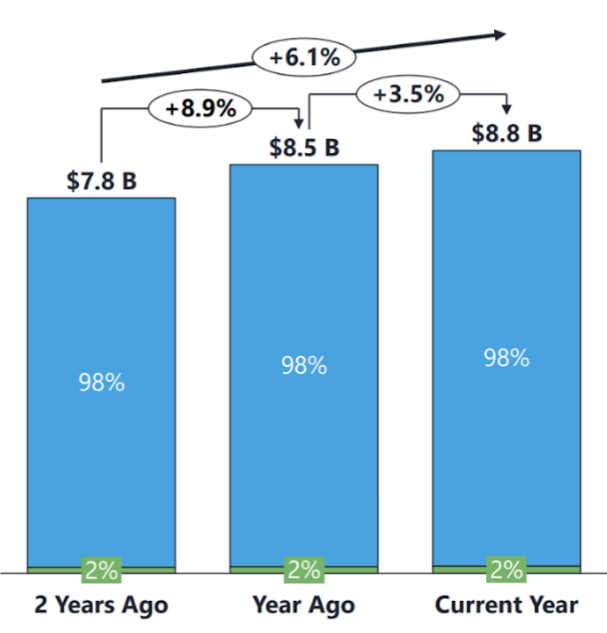 +6.1%
+8.9%
+3.5%
$7.8 B
$8.5 B
$8.8 B
98%
98%
98%
2%
2%
2%
2 Years Ago
Year Ago
Current Year